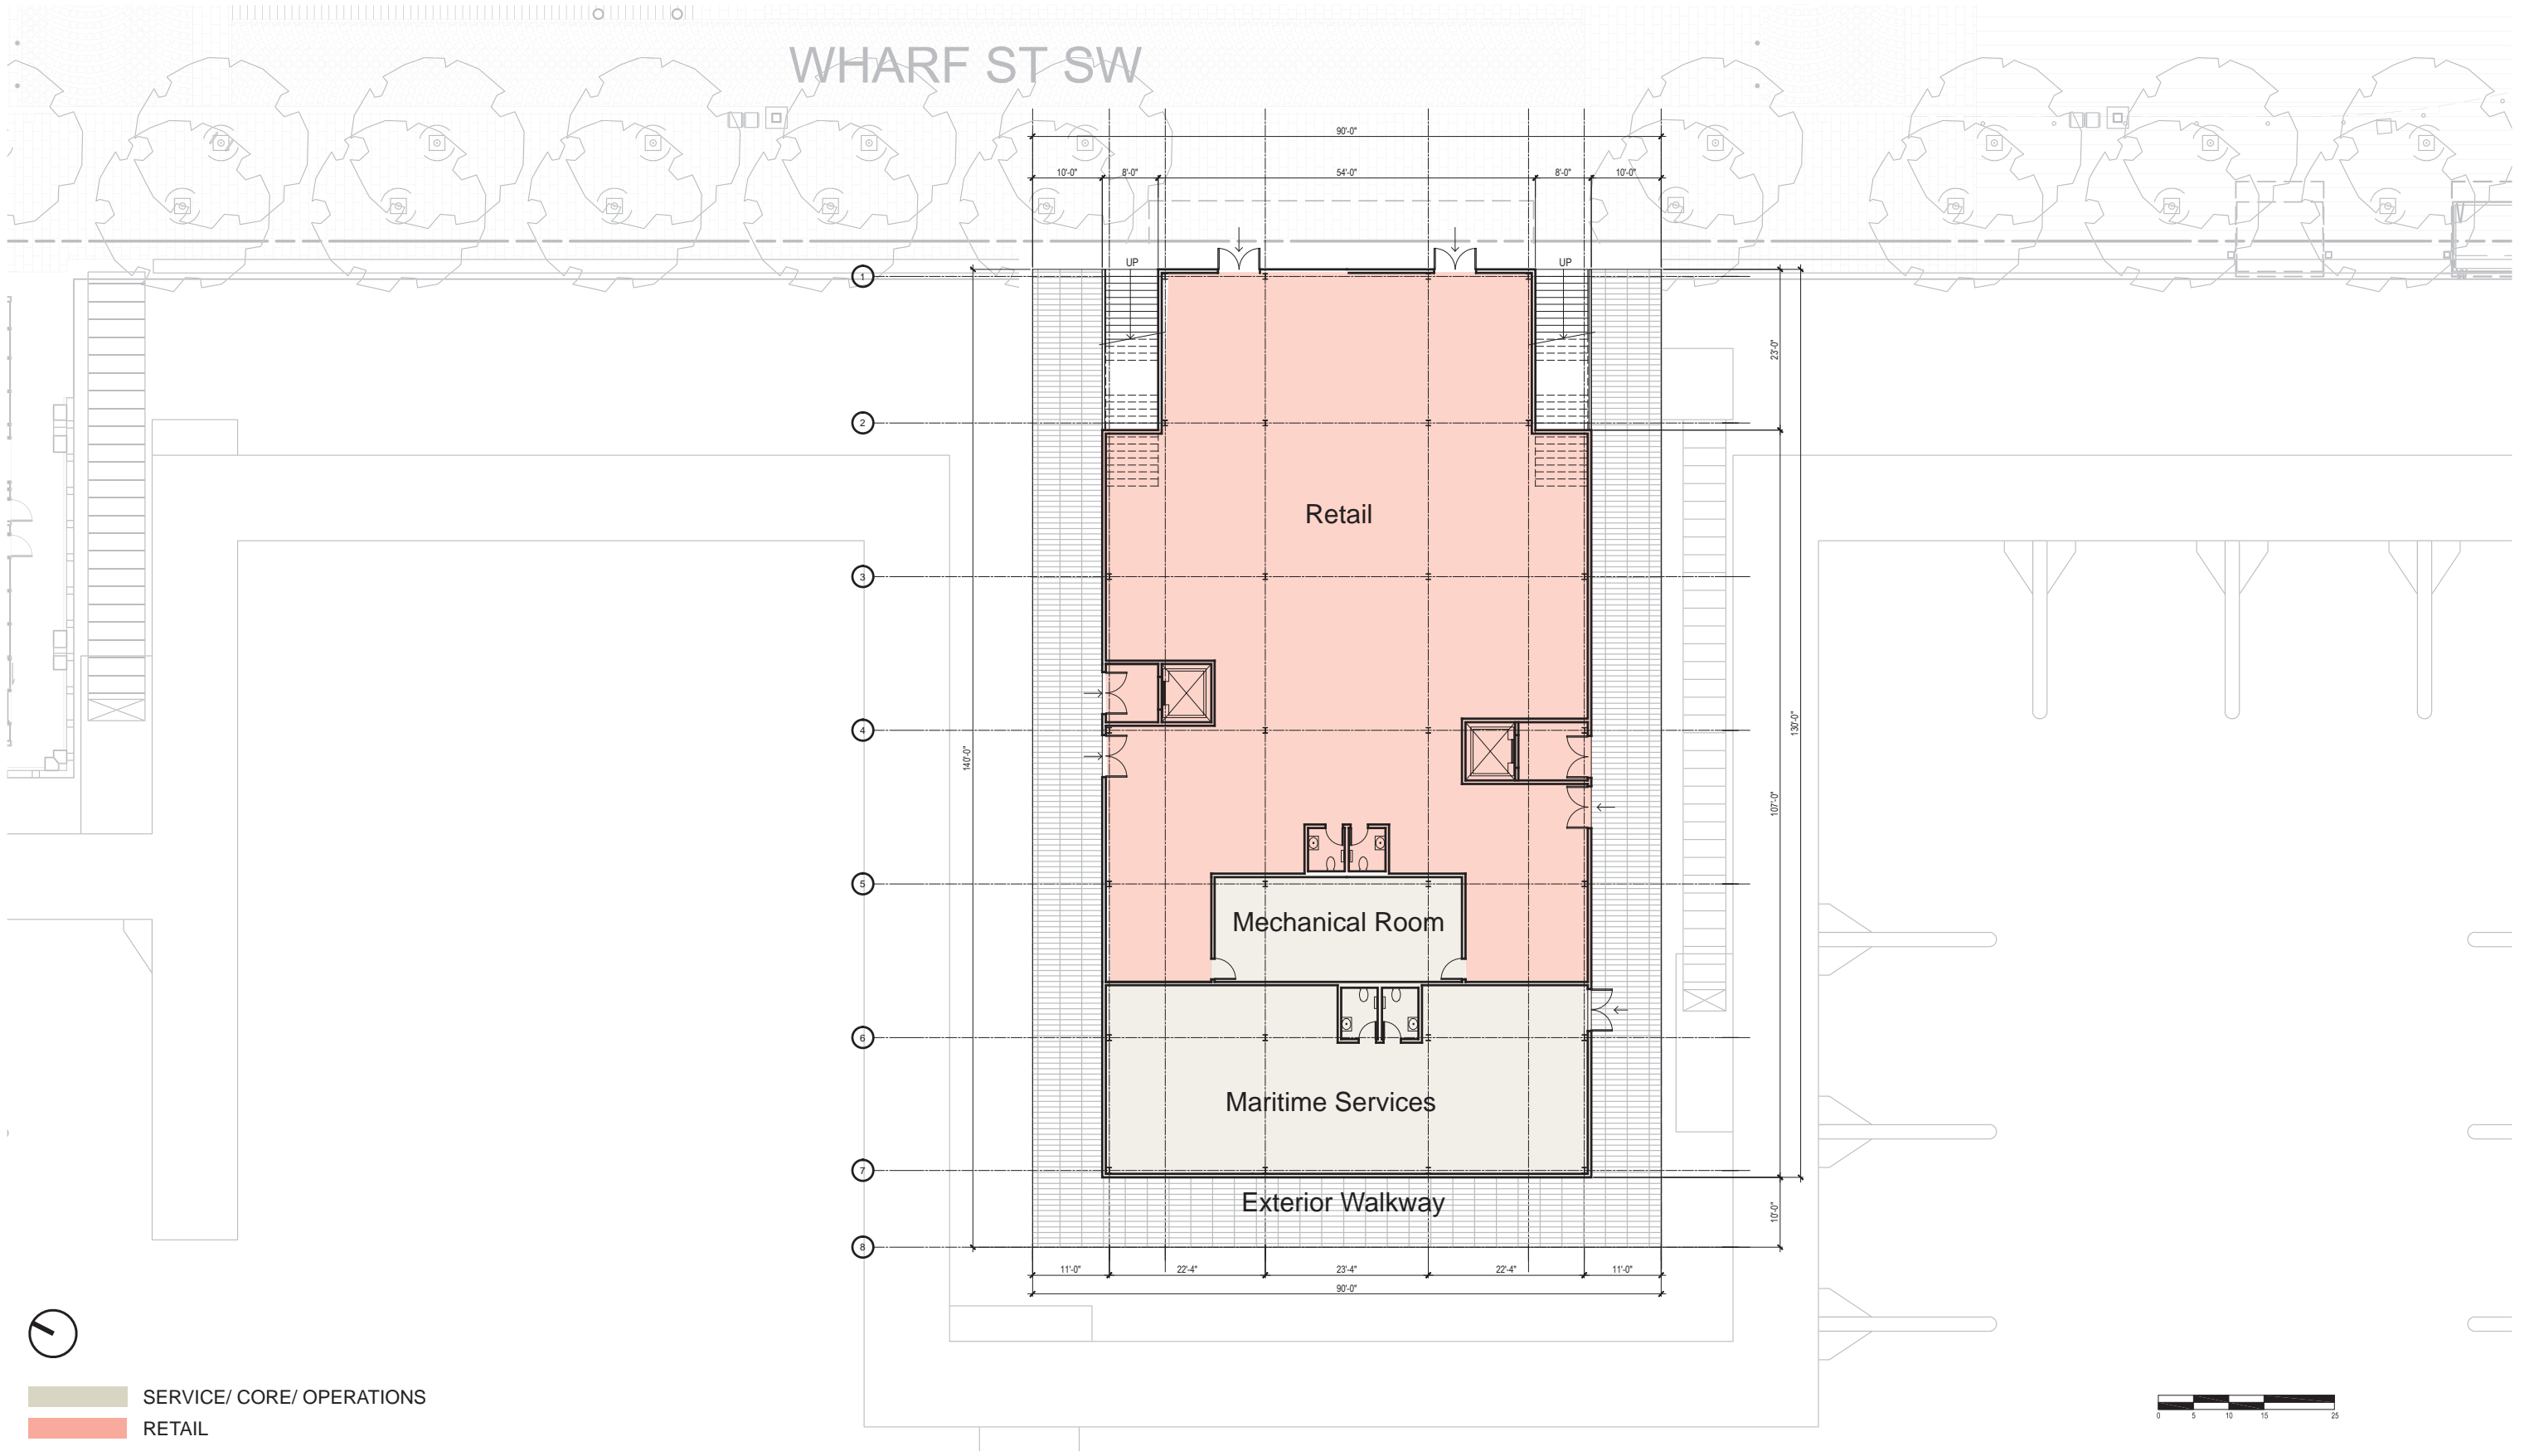 WHARF ST SW
90'-0"
10'-0" 8'-0" 54'-0" 8'-0" 10'-0"
1
UP UP
23'-0"
2
Retail
3
4
140'-0"
130'-0"
107'-0"
5
Mechanical Room
6
Maritime Services
7
Exterior Walkway
10'-0"
8
11'-0" 22'-4" 23'-4" 22'-4" 11'-0"
90'-0"
SERVICE/ CORE/ OPERATIONS
RETAIL
0 5 10 15 25